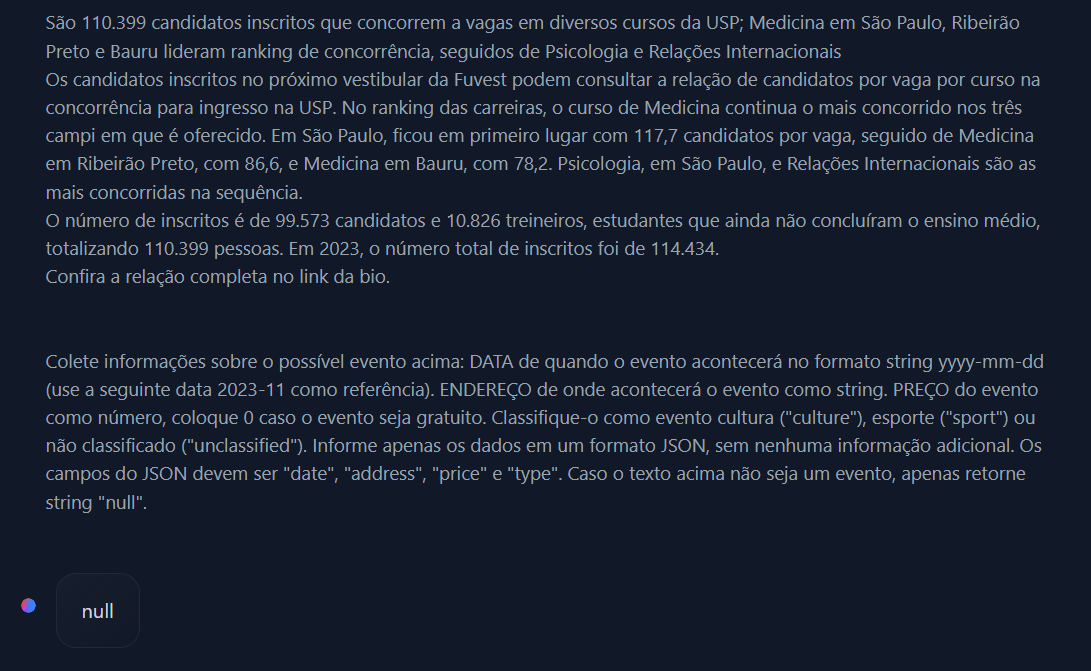 São 110.399 candidatos inscritos que concorrem a vagas em diversos cursos da USP; Medicina em São Paulo, Ribeirão
Preto e Bauru lideram ranking de concorrência, seguidos de Psicologia e Relações Internacionais
Os candidatos inscritos no próximo vestibular da Fuvest podem consultar a relação de candidatos por vaga por curso na
concorrência para ingresso na USP. No ranking das carreiras, o curso de Medicina continua o mais concorrido nos três
campi em que é oferecido. Em São Paulo, ficou em primeiro lugar com 117,7 candidatos por vaga, seguido de Medicina
em Ribeirão Preto, com 86,6, e Medicina em Bauru, com 78,2. Psicologia, em São Paulo, e Relações Internacionais são as
mais concorridas na sequência.
O número de inscritos é de 99.573 candidatos e 10.826 treineiros, estudantes que ainda não concluíram o ensino médio,
totalizando 110.399 pessoas. Em 2023, o número total de inscritos foi de 114.434.
Confira a relação completa no link da bio.
Colete informações sobre o possível evento acima: DATA de quando o evento acontecerá no formato string yyyy-mm-dd
(use a seguinte data 2023-11 como referência). ENDEREÇO de onde acontecerá o evento como string. PREÇO do evento
como número, coloque 0 caso o evento seja gratuito. Classifique-o como evento cultura ("culture"), esporte ("sport") ou
não classificado ("unclassified"). Informe apenas os dados em um formato JSON, sem nenhuma informação adicional. Os
campos do JSON devem ser "date", "address", "price" e "type". Caso o texto acima não seja um evento, apenas retorne
string "null".
null